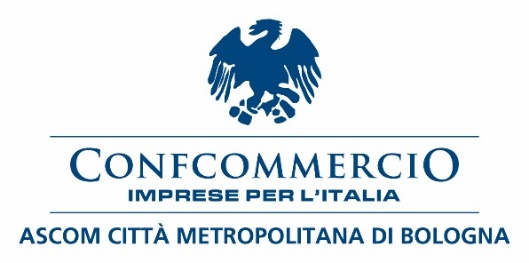 CONFCOMMERCIO
IMPRESE PER L'ITALIA
ASCOM CITTÀ METROPOLITANA DI BOLOGNA